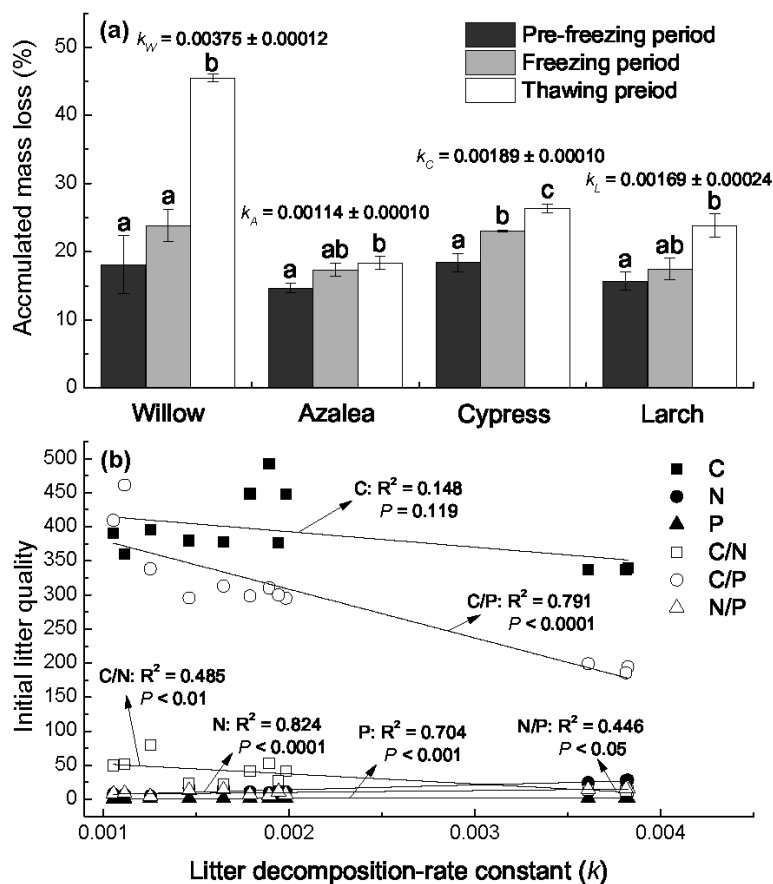 (a)
k_W = 0.00375 ± 0.00012
Pre-freezing period
Freezing period
Thawing preiod
Accumulated mass loss (%)
50
40
30
20
10
0
a a b
k_A = 0.00114 ± 0.00010
a ab b
k_C = 0.00189 ± 0.00010
a b c
k_L = 0.00169 ± 0.00024
a a b
Willow Azalea Cypress Larch
(b)
Initial litter quality
500
450
400
350
300
250
200
150
100
50
0
C: R² = 0.148
P = 0.119
C
N
P
C/N
C/P
N/P
C/P: R² = 0.791
P < 0.0001
C/N: R² = 0.485
P < 0.01
N: R² = 0.824
P < 0.0001
P: R² = 0.704
P < 0.001
N/P: R² = 0.446
P < 0.05
0.001 0.002 0.003 0.004
Litter decomposition-rate constant (k)